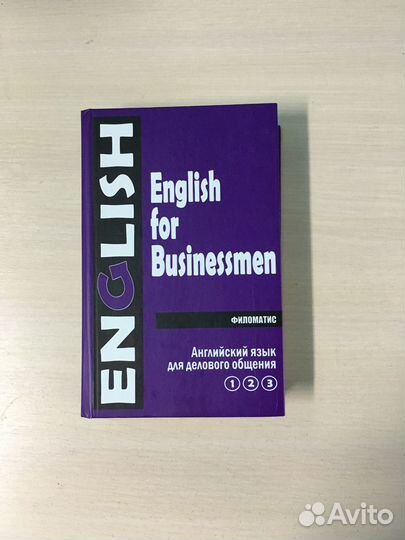 ENGLISH
English
for
Businessmen
ФИЛОМАТИС
Английский язык
для делового общения
1 2 3
Avito